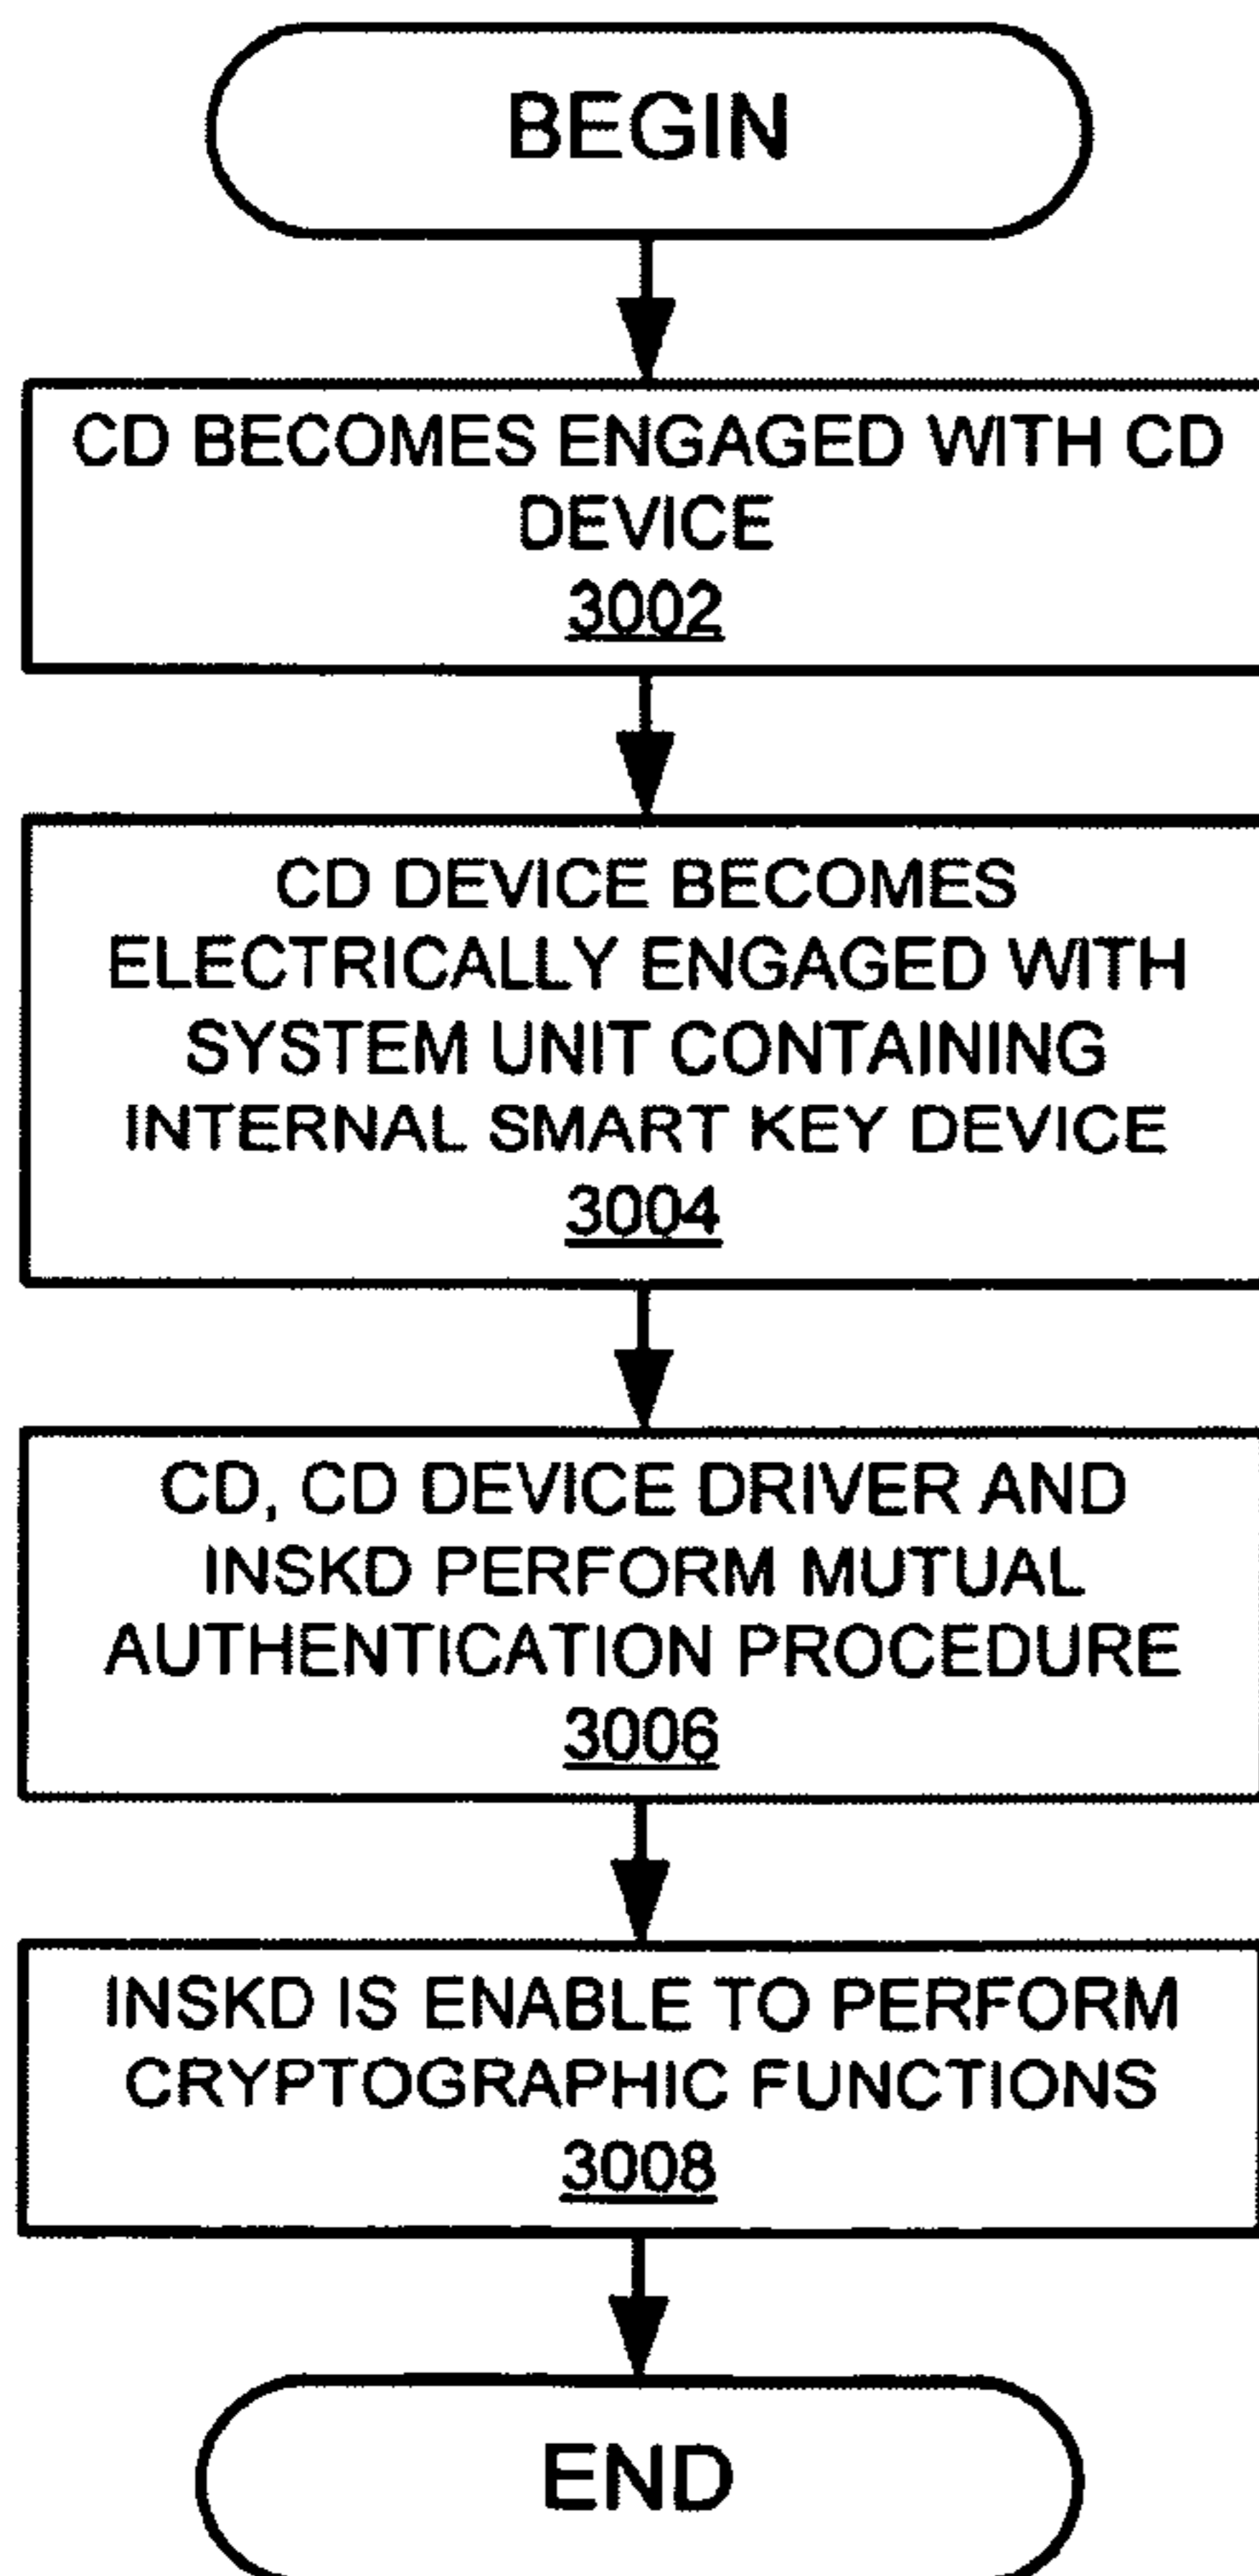 BEGIN
CD BECOMES ENGAGED WITH CD
DEVICE
3002
CD DEVICE BECOMES
ELECTRICALLY ENGAGED WITH
SYSTEM UNIT CONTAINING
INTERNAL SMART KEY DEVICE
3004
CD, CD DEVICE DRIVER AND
INSKD PERFORM MUTUAL
AUTHENTICATION PROCEDURE
3006
INSKD IS ENABLE TO PERFORM
CRYPTOGRAPHIC FUNCTIONS
3008
END